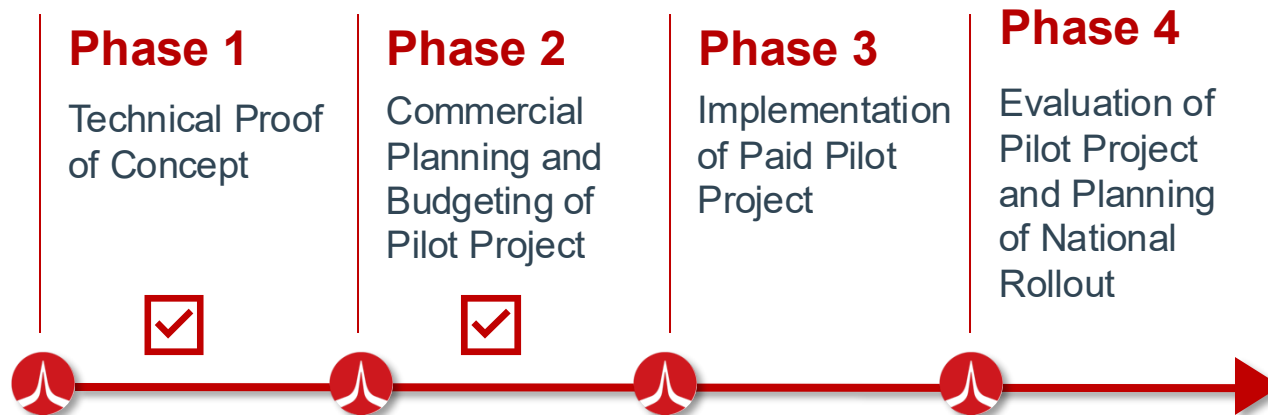 Phase 1
Technical Proof
of Concept
Phase 2
Commercial
Planning and
Budgeting of
Pilot Project
Phase 3
Implementation
of Paid Pilot
Project
Phase 4
Evaluation of
Pilot Project
and Planning
of National
Rollout